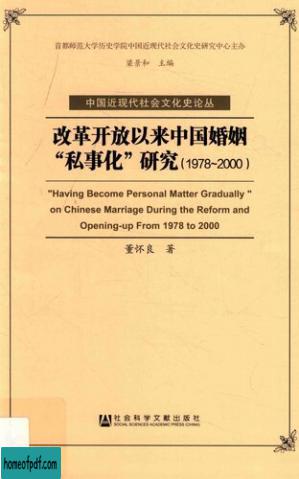 首都师范大学历史学院中国近现代社会文化史研究中心主办
梁景和 主编
中国近现代社会文化史论丛
改革开放以来中国婚姻
“私事化”研究(1978~2000)
"Having Become Personal Matter Gradually "
on Chinese Marriage During the Reform and
Opening-up From 1978 to 2000
董怀良 著
社会科学文献出版社
SOCIAL SCIENCES ACADEMIC PRESS (CHINA)
homeofpdf.com